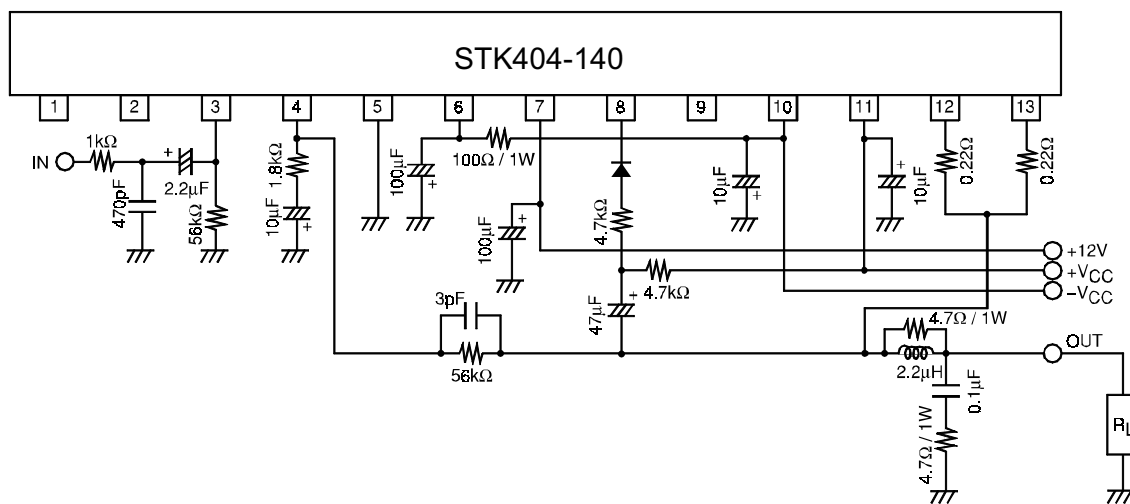 STK404-140
1 2 3 4 5 6 7 8 9 10 11 12 13
IN
1kΩ
470pF
+
2.2μF
56kΩ
1.8kΩ
10μF
+
100μF
+
100Ω / 1W
100μF
+
4.7kΩ
10μF
+
+
10μF
0.22Ω
0.22Ω
+12V
+VCC
−VCC
4.7kΩ
47μF
+
3pF
56kΩ
4.7Ω / 1W
2.2μH
OUT
0.1μF
4.7Ω / 1W
RL